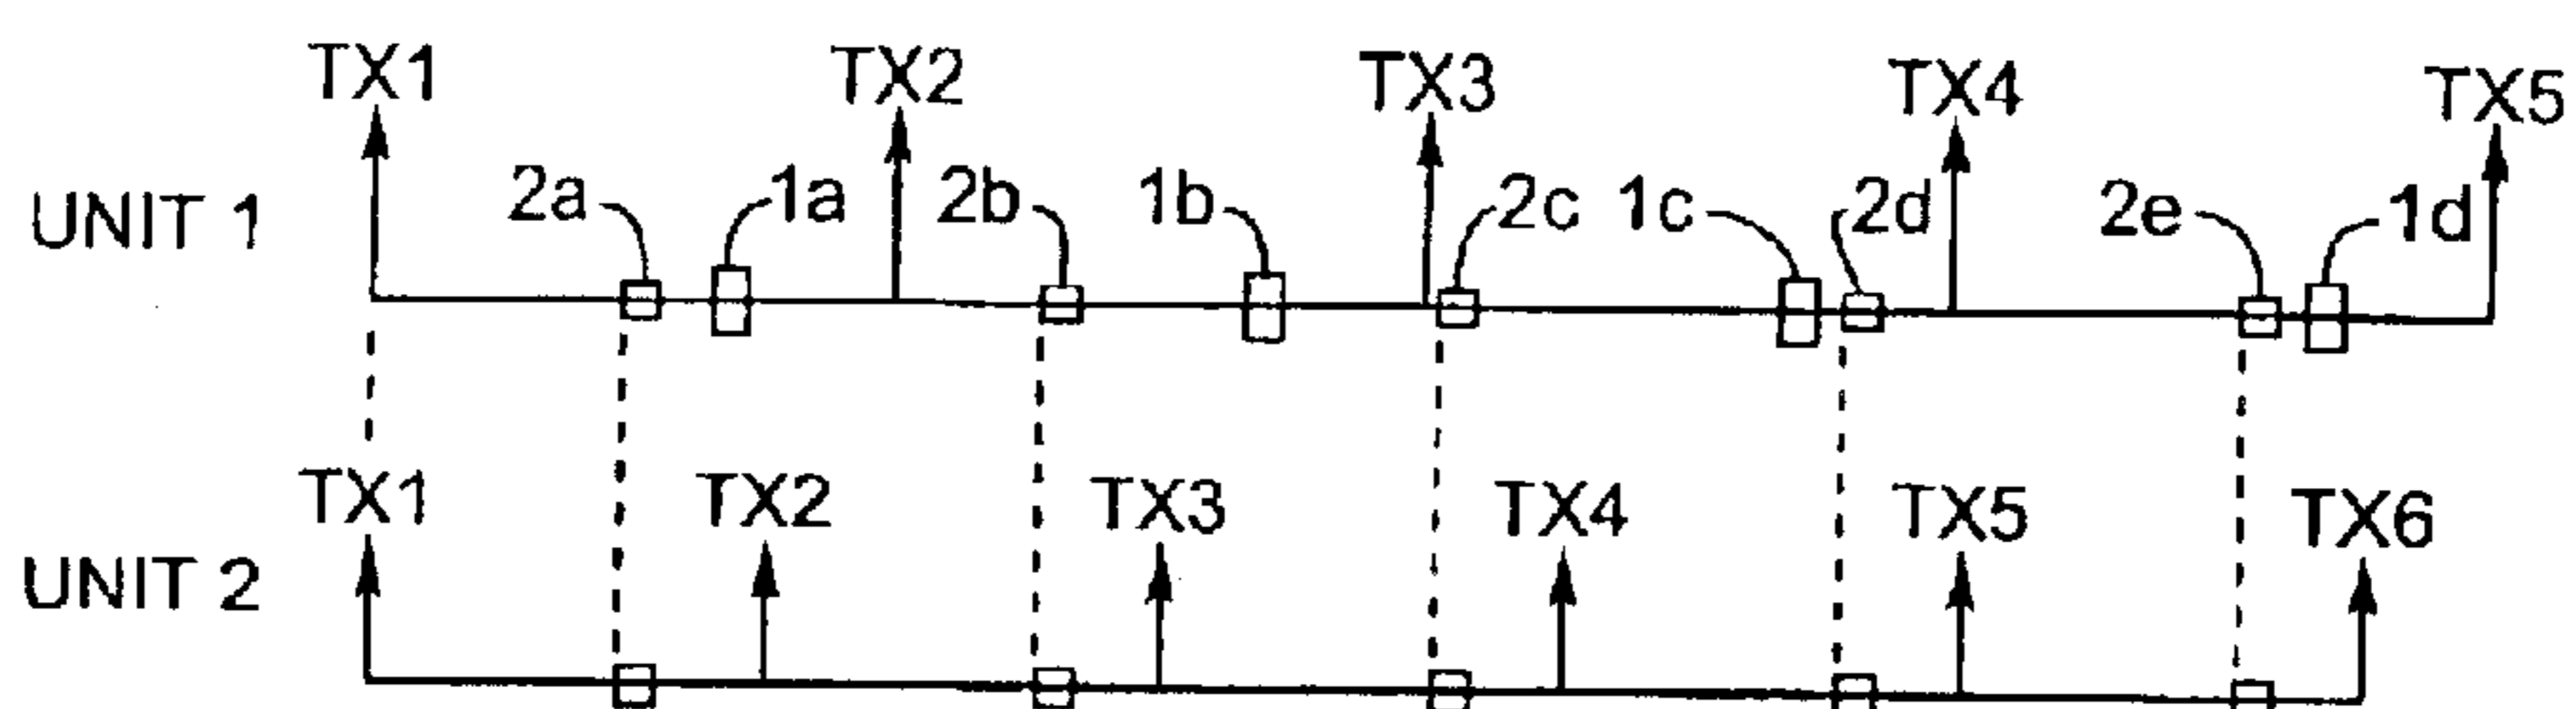 TX1 TX2 TX3 TX4 TX5
UNIT 1 2a 1a 2b 1b 2c 1c 2d 2e 1d
TX1 TX2 TX3 TX4 TX5 TX6
UNIT 2